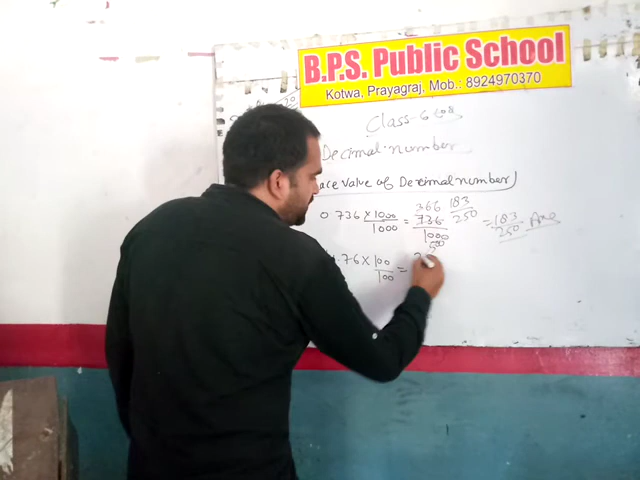 B.P.S. Public School
Kotwa, Prayagraj, Mob.: 8924970370
Class-6
Decimal number
ace value of Decimal number
0 736 × 1000/1000 = 366 736/1000 500 183/250 = 183/250 Ans
.76 × 100/100 =